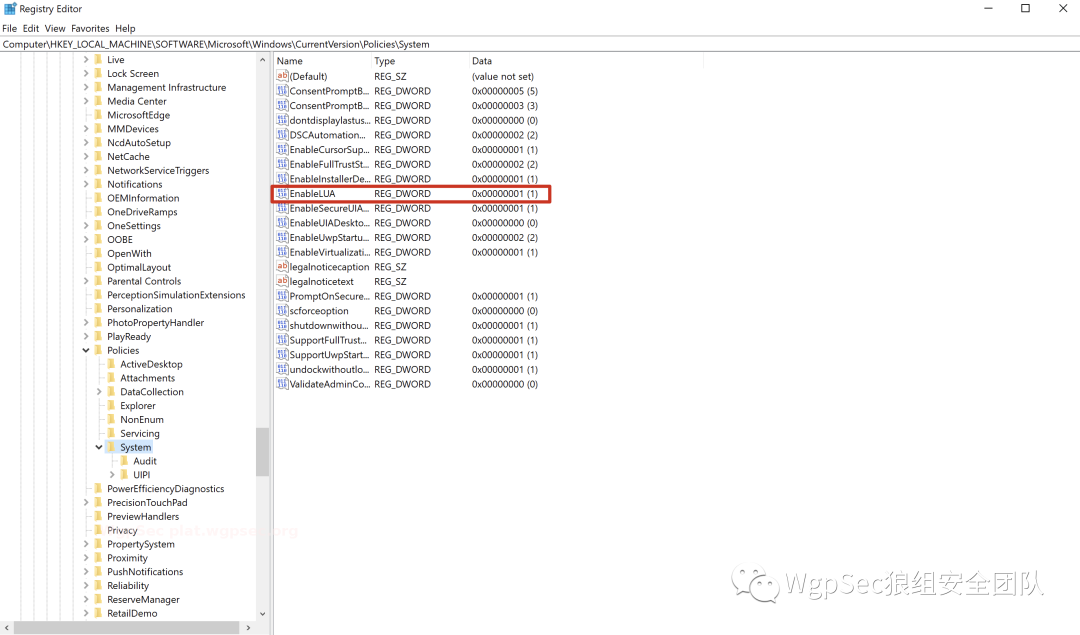 Registry Editor
File Edit View Favorites Help
Computer\HKEY_LOCAL_MACHINE\SOFTWARE\Microsoft\Windows\CurrentVersion\Policies\System
Live
Lock Screen
Management Infrastructure
Media Center
MicrosoftEdge
MMDevices
NcdAutoSetup
NetCache
NetworkServiceTriggers
Notifications
OEMInformation
OneDriveRamps
OneSettings
OOBE
OpenWith
OptimalLayout
Parental Controls
PerceptionSimulationExtensions
Personalization
PhotoPropertyHandler
PlayReady
Policies
ActiveDesktop
Attachments
DataCollection
Explorer
NonEnum
Servicing
System
Audit
UIPI
PowerEfficiencyDiagnostics
PrecisionTouchPad
PreviewHandlers
Privacy
PropertySystem
Proximity
PushNotifications
Reliability
ReserveManager
RetailDemo
Name Type Data
(Default) REG_SZ (value not set)
ConsentPromptB... REG_DWORD 0x00000005 (5)
ConsentPromptB... REG_DWORD 0x00000003 (3)
dontdisplaylastus... REG_DWORD 0x00000000 (0)
DSCAutomation... REG_DWORD 0x00000002 (2)
EnableCursorSup... REG_DWORD 0x00000001 (1)
EnableFullTrustSt... REG_DWORD 0x00000002 (2)
EnableInstallerDe... REG_DWORD 0x00000001 (1)
EnableLUA REG_DWORD 0x00000001 (1)
EnableSecureUIA... REG_DWORD 0x00000001 (1)
EnableUIADeskto... REG_DWORD 0x00000000 (0)
EnableUwpStartu... REG_DWORD 0x00000002 (2)
EnableVirtualizati... REG_DWORD 0x00000001 (1)
legalnoticecaption REG_SZ
legalnoticetext REG_SZ
PromptOnSecure... REG_DWORD 0x00000001 (1)
scforceoption REG_DWORD 0x00000000 (0)
shutdownwithou... REG_DWORD 0x00000001 (1)
SupportFullTrust... REG_DWORD 0x00000001 (1)
SupportUwpStart... REG_DWORD 0x00000001 (1)
undockwithoutlo... REG_DWORD 0x00000001 (1)
ValidateAdminCo... REG_DWORD 0x00000000 (0)
WgpSec狼组安全团队